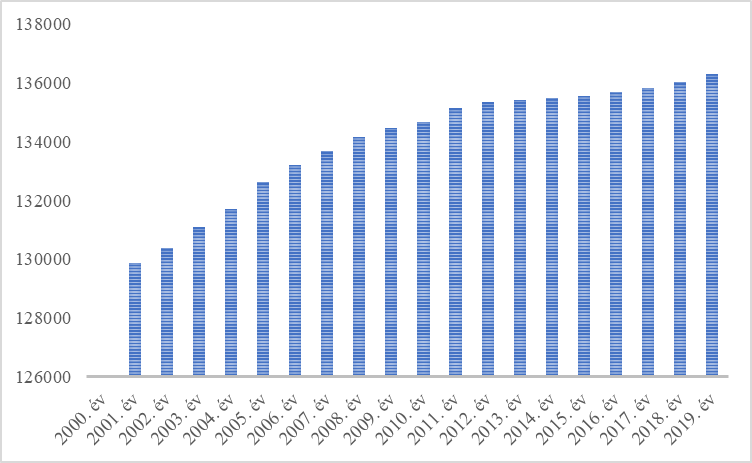 138000
136000
134000
132000
130000
128000
126000
2000. év
2001. év
2002. év
2003. év
2004. év
2005. év
2006. év
2007. év
2008. év
2009. év
2010. év
2011. év
2012. év
2013. év
2014. év
2015. év
2016. év
2017. év
2018. év
2019. év